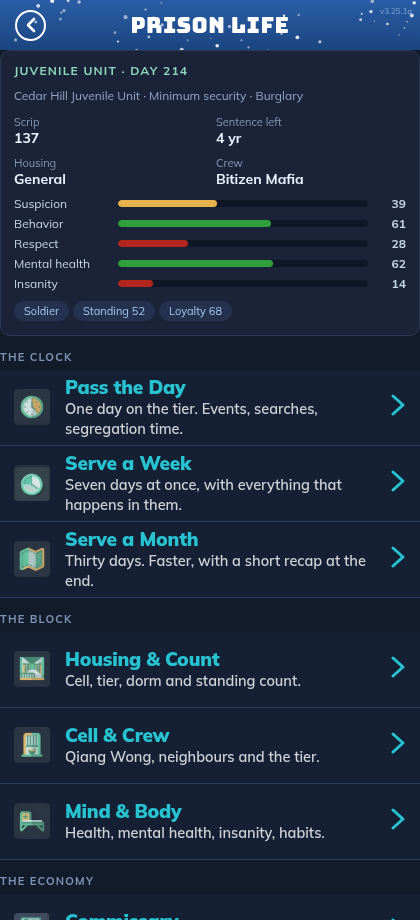 PRISON LIFE
v3.25.1g
JUVENILE UNIT · DAY 214
Cedar Hill Juvenile Unit · Minimum security · Burglary
Scrip
Sentence left
137
4 yr
Housing
Crew
General
Bitizen Mafia
Suspicion 39
Behavior 61
Respect 28
Mental health 62
Insanity 14
Soldier
Standing 52
Loyalty 68
THE CLOCK
Pass the Day
One day on the tier. Events, searches,
segregation time.
Serve a Week
Seven days at once, with everything that
happens in them.
Serve a Month
Thirty days. Faster, with a short recap at the
end.
THE BLOCK
Housing & Count
Cell, tier, dorm and standing count.
Cell & Crew
Qiang Wong, neighbours and the tier.
Mind & Body
Health, mental health, insanity, habits.
THE ECONOMY
Commissary